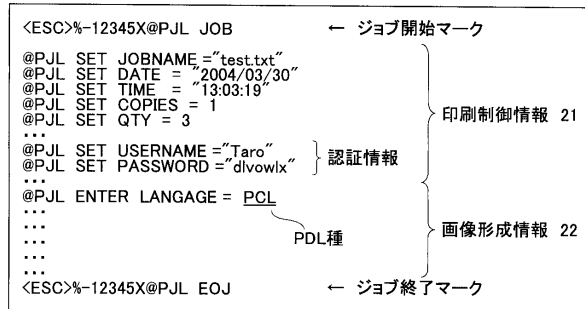 <ESC>%-12345X@PJL JOB ← ジョブ開始マーク
@PJL SET JOBNAME ="test.txt"
@PJL SET DATE = "2004/03/30"
@PJL SET TIME = "13:03:19"
@PJL SET COPIES = 1
@PJL SET QTY = 3
･･･
印刷制御情報 21
@PJL SET USERNAME ="Taro"
@PJL SET PASSWORD ="dlvowlx"
認証情報
･･･
@PJL ENTER LANGAGE = PCL
･･･
･･･
PDL種
･･･
･･･
･･･
画像形成情報 22
<ESC>%-12345X@PJL EOJ ← ジョブ終了マーク